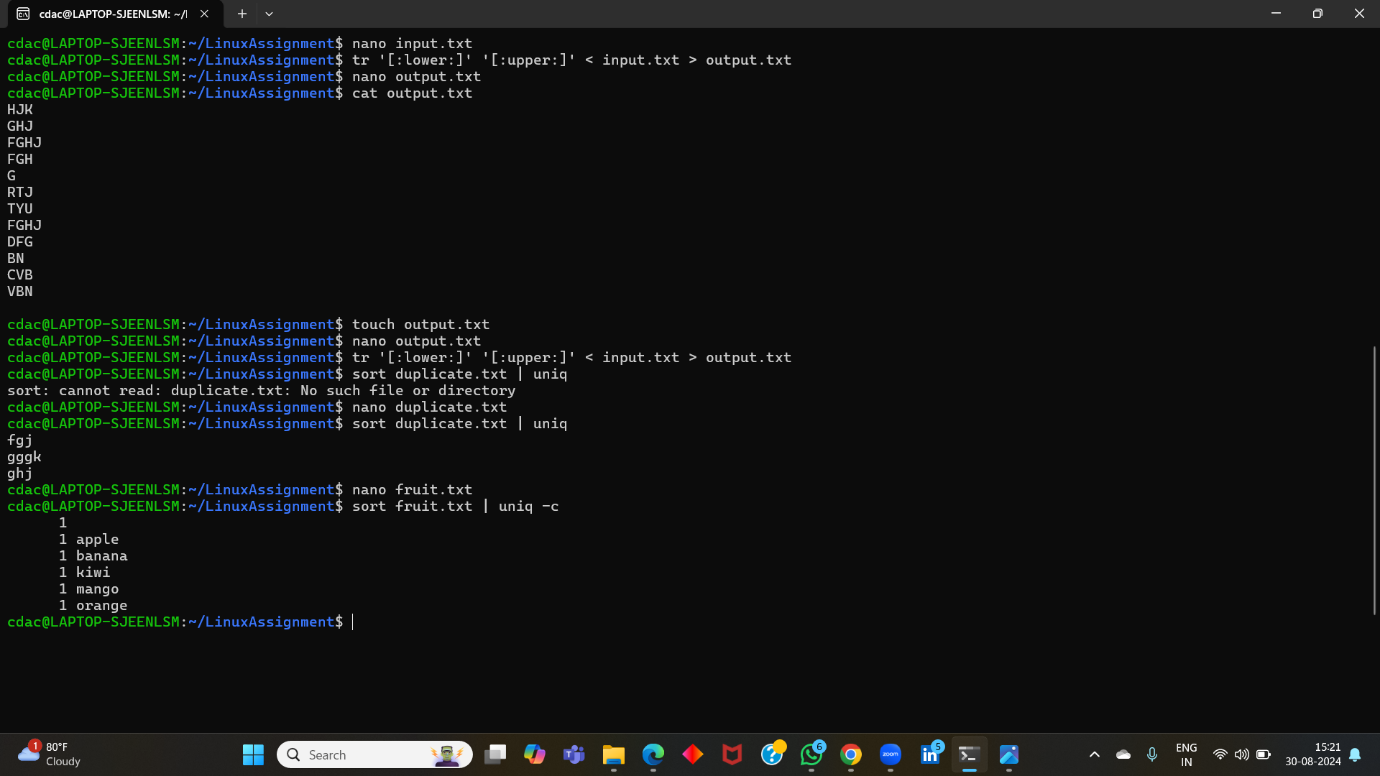 cdac@LAPTOP-SJEENLSM: ~/l
cdac@LAPTOP-SJEENLSM:~/LinuxAssignment$ nano input.txt
cdac@LAPTOP-SJEENLSM:~/LinuxAssignment$ tr '[:lower:]' '[:upper:]' < input.txt > output.txt
cdac@LAPTOP-SJEENLSM:~/LinuxAssignment$ nano output.txt
cdac@LAPTOP-SJEENLSM:~/LinuxAssignment$ cat output.txt
HJK
GHJ
FGHJ
FGH
G
RTJ
TYU
FGHJ
DFG
BN
CVB
VBN
cdac@LAPTOP-SJEENLSM:~/LinuxAssignment$ touch output.txt
cdac@LAPTOP-SJEENLSM:~/LinuxAssignment$ nano output.txt
cdac@LAPTOP-SJEENLSM:~/LinuxAssignment$ tr '[:lower:]' '[:upper:]' < input.txt > output.txt
cdac@LAPTOP-SJEENLSM:~/LinuxAssignment$ sort duplicate.txt | uniq
sort: cannot read: duplicate.txt: No such file or directory
cdac@LAPTOP-SJEENLSM:~/LinuxAssignment$ nano duplicate.txt
cdac@LAPTOP-SJEENLSM:~/LinuxAssignment$ sort duplicate.txt | uniq
fgj
gggk
ghj
cdac@LAPTOP-SJEENLSM:~/LinuxAssignment$ nano fruit.txt
cdac@LAPTOP-SJEENLSM:~/LinuxAssignment$ sort fruit.txt | uniq -c
1
1 apple
1 banana
1 kiwi
1 mango
1 orange
cdac@LAPTOP-SJEENLSM:~/LinuxAssignment$
1
80°F
Cloudy
Search
6
zoom
5
ENG
IN
15:21
30-08-2024